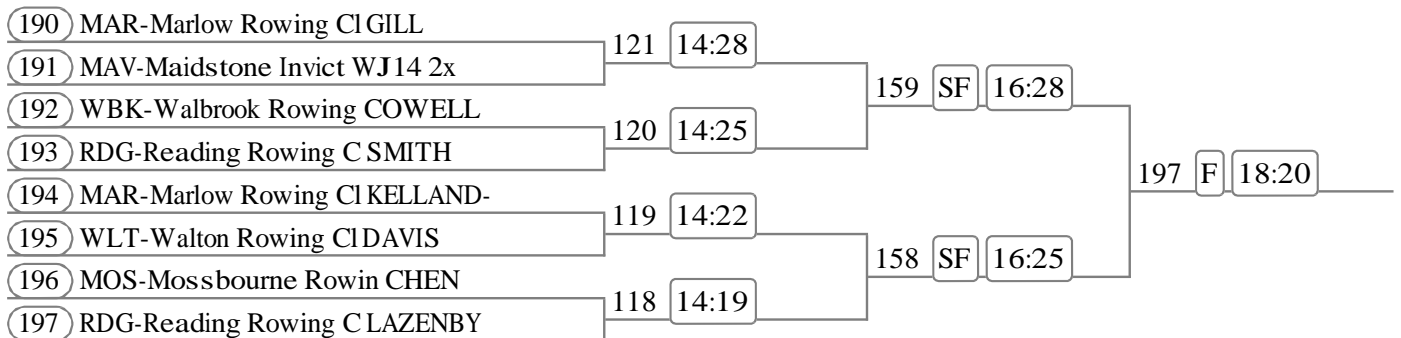 190 MAR-Marlow Rowing Cl GILL
121 14:28
191 MAV-Maidstone Invict WJ14 2x
159 SF 16:28
192 WBK-Walbrook Rowing COWELL
120 14:25
193 RDG-Reading Rowing C SMITH
197 F 18:20
194 MAR-Marlow Rowing Cl KELLAND-
119 14:22
195 WLT-Walton Rowing Cl DAVIS
158 SF 16:25
196 MOS-Mossbourne Rowin CHEN
118 14:19
197 RDG-Reading Rowing C LAZENBY